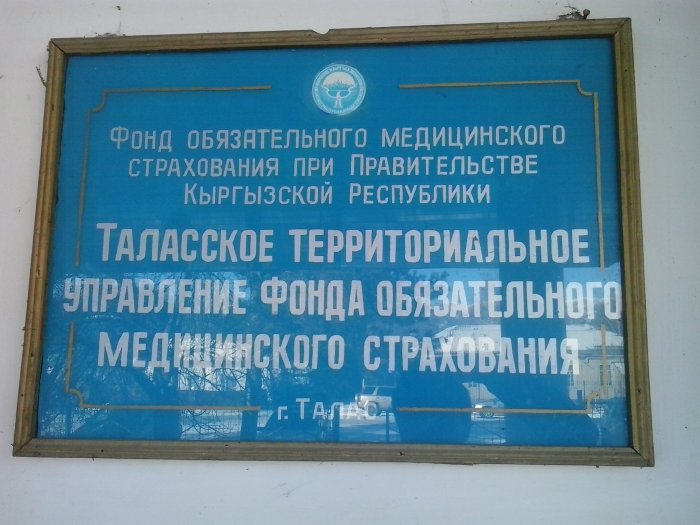 Фонд обязательного медицинского
страхования при Правительстве
Кыргызской Республики
Таласское территориальное
управление Фонда обязательного
медицинского страхования
г. Талас